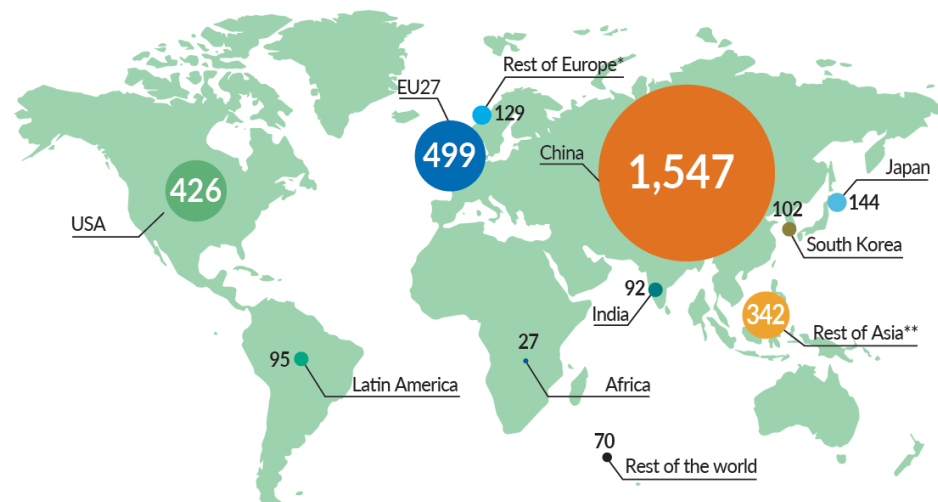 Rest of Europe*
129
EU27
499
China
1,547
426
USA
Japan
144
102
South Korea
92
India
342
Rest of Asia**
27
Africa
95
Latin America
70
Rest of the world